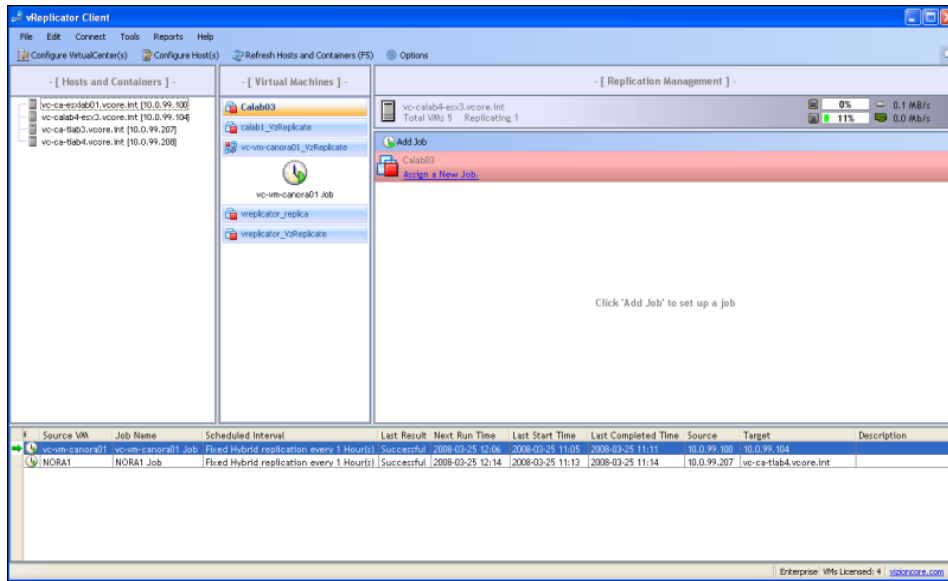 vReplicator Client
File Edit Connect Tools Reports Help
Configure VirtualCenter(s) Configure Host(s) Refresh Hosts and Containers (F5) Options
- [ Hosts and Containers ] - - [ Virtual Machines ] - - [ Replication Management ] -
vc-ca-esxlab01.vcore.int [10.0.99.100]
vc-calab4-esx3.vcore.int [10.0.99.104]
vc-ca-tlab3.vcore.int [10.0.99.207]
vc-ca-tlab4.vcore.int [10.0.99.208]
Calab03
calab1_VzReplicate
vc-vm-canora01_VzReplicate
vc-vm-canora01 Job
vreplicator_replica
vreplicator_VzReplicate
vc-calab4-esx3.vcore.int 0% 0.1 MB/s
Total VMs 5 Replicating 1 11% 0.0 MB/s
Add Job
Calab03
Assign a New Job.
Click 'Add Job' to set up a job
Source VM Job Name Scheduled Interval Last Result Next Run Time Last Start Time Last Completed Time Source Target Description
vc-vm-canora01 vc-vm-canora01 Job Fixed Hybrid replication every 1 Hour(s) Successful 2008-03-25 12:06 2008-03-25 11:05 2008-03-25 11:11 10.0.99.100 10.0.99.104
NORA1 NORA1 Job Fixed Hybrid replication every 1 Hour(s) Successful 2008-03-25 12:14 2008-03-25 11:13 2008-03-25 11:14 10.0.99.207 vc-ca-tlab4.vcore.int
Enterprise VMs Licensed: 4 vizioncore.com